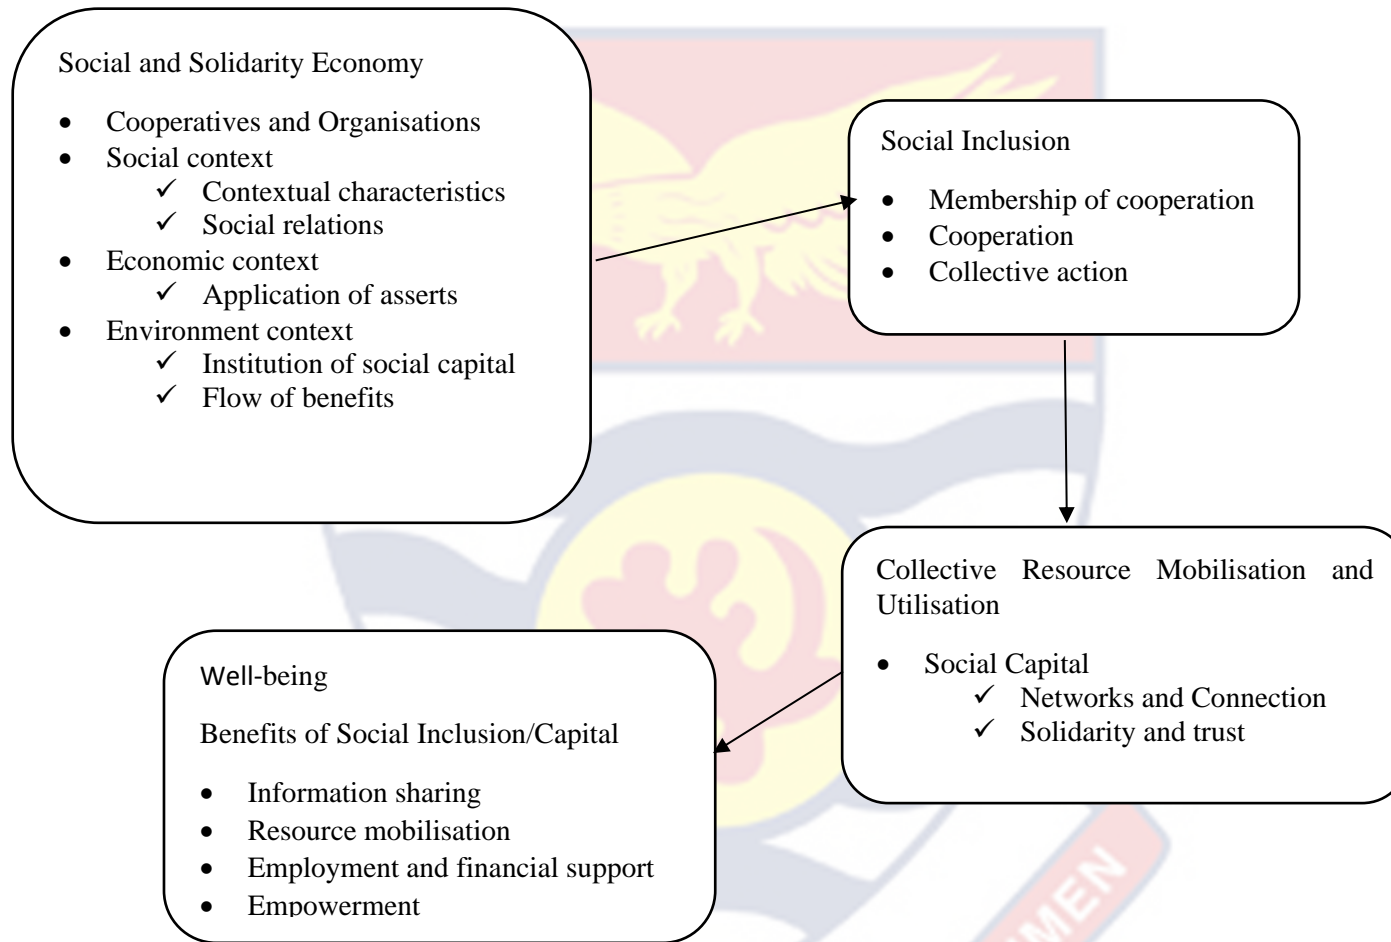 Social and Solidarity Economy
• Cooperatives and Organisations
• Social context
✓ Contextual characteristics
✓ Social relations
• Economic context
✓ Application of asserts
• Environment context
✓ Institution of social capital
✓ Flow of benefits
Social Inclusion
• Membership of cooperation
• Cooperation
• Collective action
Collective Resource Mobilisation and
Utilisation
• Social Capital
✓ Networks and Connection
✓ Solidarity and trust
Well-being
Benefits of Social Inclusion/Capital
• Information sharing
• Resource mobilisation
• Employment and financial support
• Empowerment